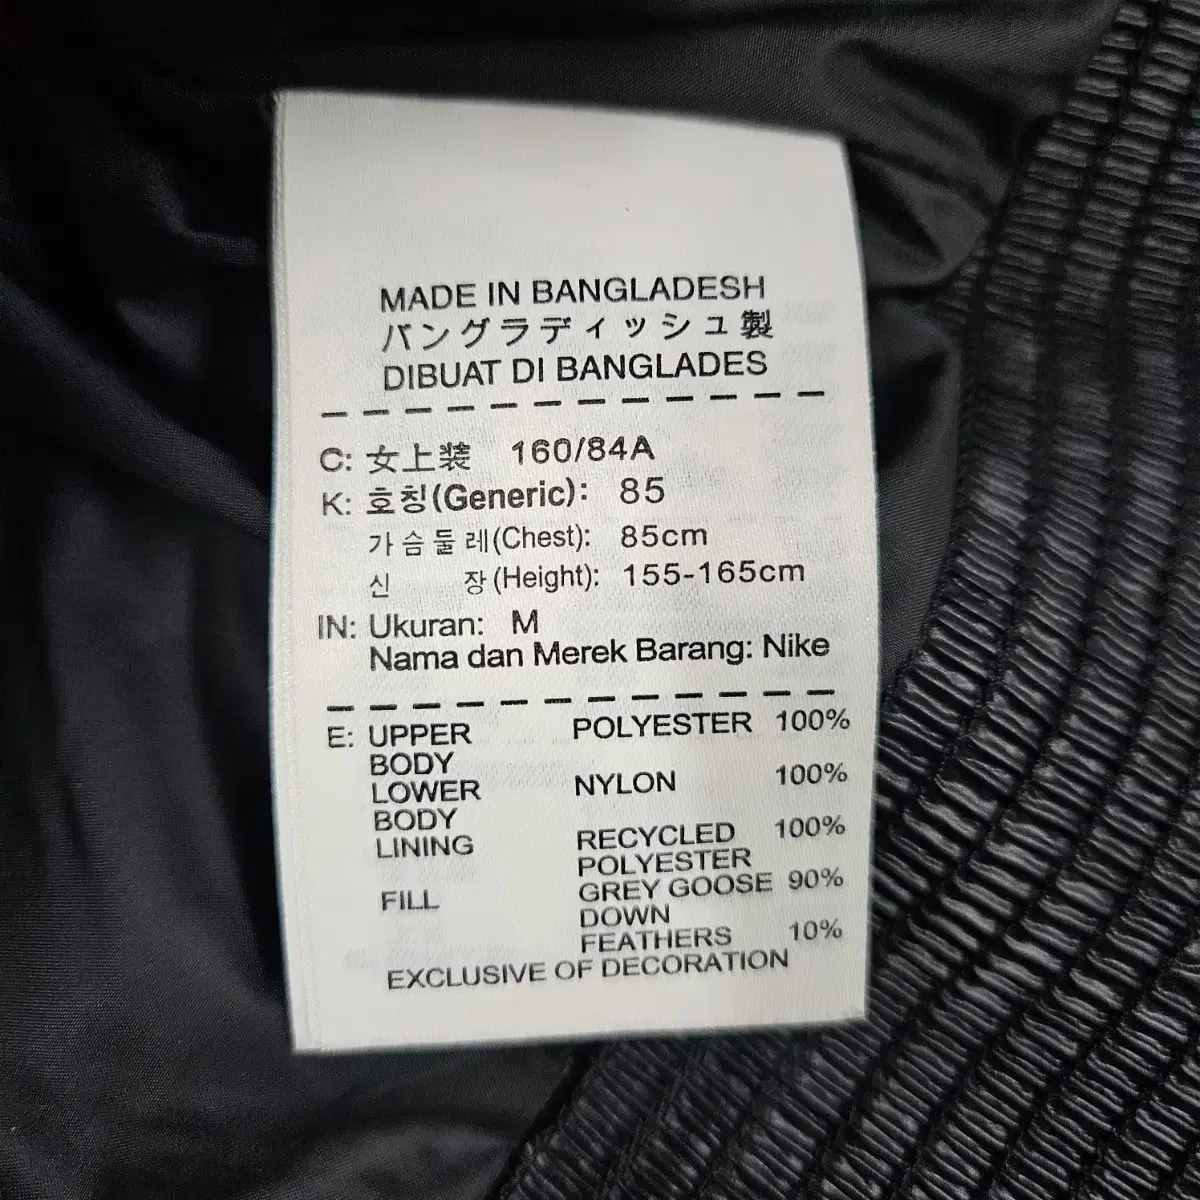 MADE IN BANGLADESH
バングラディッシュ製
DIBUAT DI BANGLADES
C: 女上装 160/84A
K: 호칭(Generic): 85
가슴둘레(Chest): 85cm
신 장(Height): 155-165cm
IN: Ukuran: M
Nama dan Merek Barang: Nike
E: UPPER BODY POLYESTER 100%
LOWER BODY NYLON 100%
LINING RECYCLED POLYESTER 100%
FILL GREY GOOSE DOWN 90%
FEATHERS 10%
EXCLUSIVE OF DECORATION